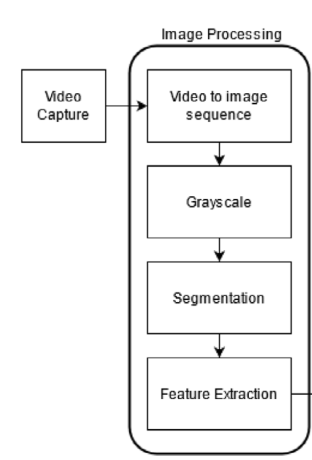 Image Processing
Video
Capture
Video to image
sequence
Grayscale
Segmentation
Feature Extraction